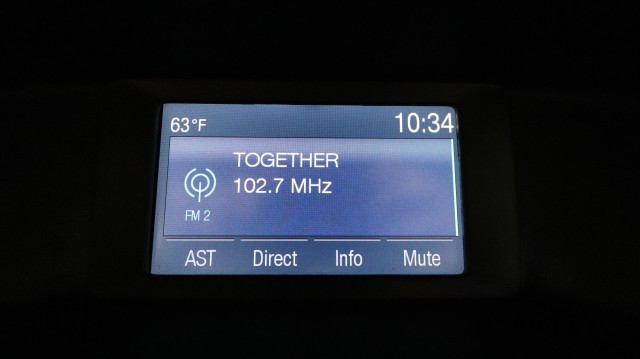 63°F 10:34
TOGETHER
102.7 MHz
FM 2
AST Direct Info Mute